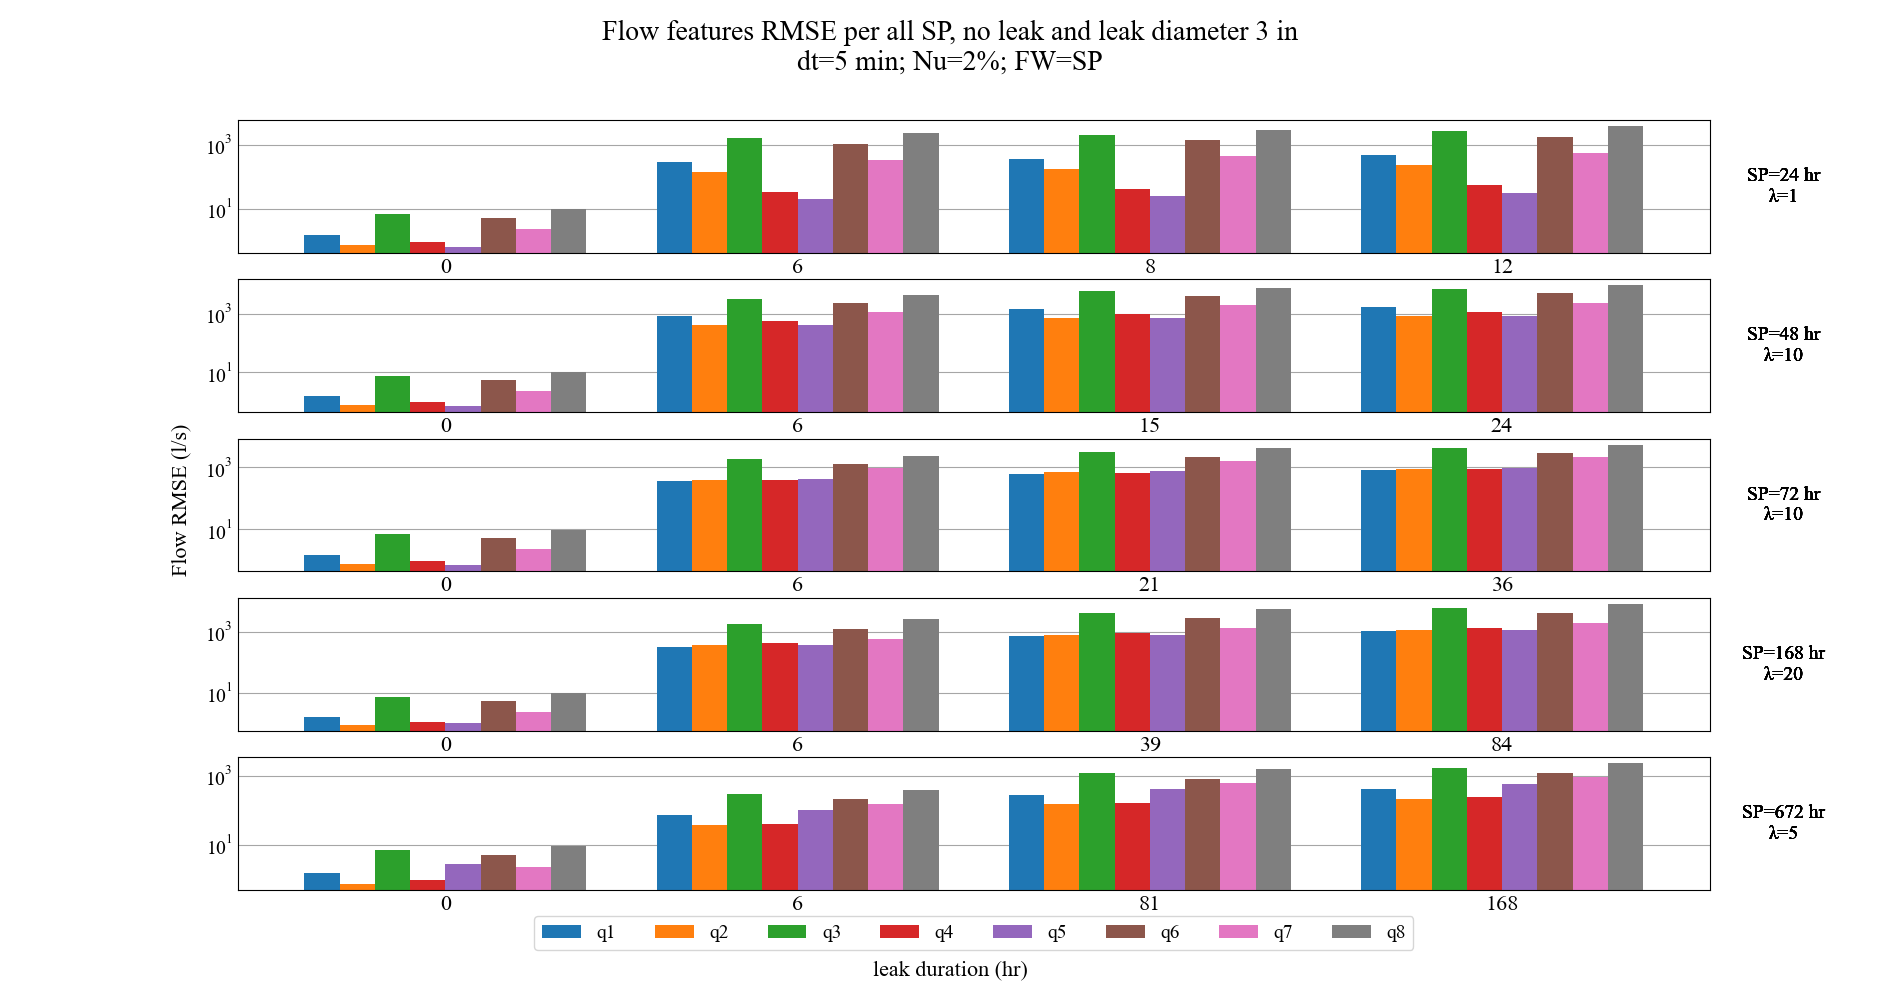 Flow features RMSE per all SP, no leak and leak diameter 3 in
dt=5 min; Nu=2%; FW=SP
Flow RMSE (l/s)
10³
10¹
0 6 8 12
SP=24 hr
λ=1
10³
10¹
0 6 15 24
SP=48 hr
λ=10
10³
10¹
0 6 21 36
SP=72 hr
λ=10
10³
10¹
0 6 39 84
SP=168 hr
λ=20
10³
10¹
0 6 81 168
SP=672 hr
λ=5
q1 q2 q3 q4 q5 q6 q7 q8
leak duration (hr)